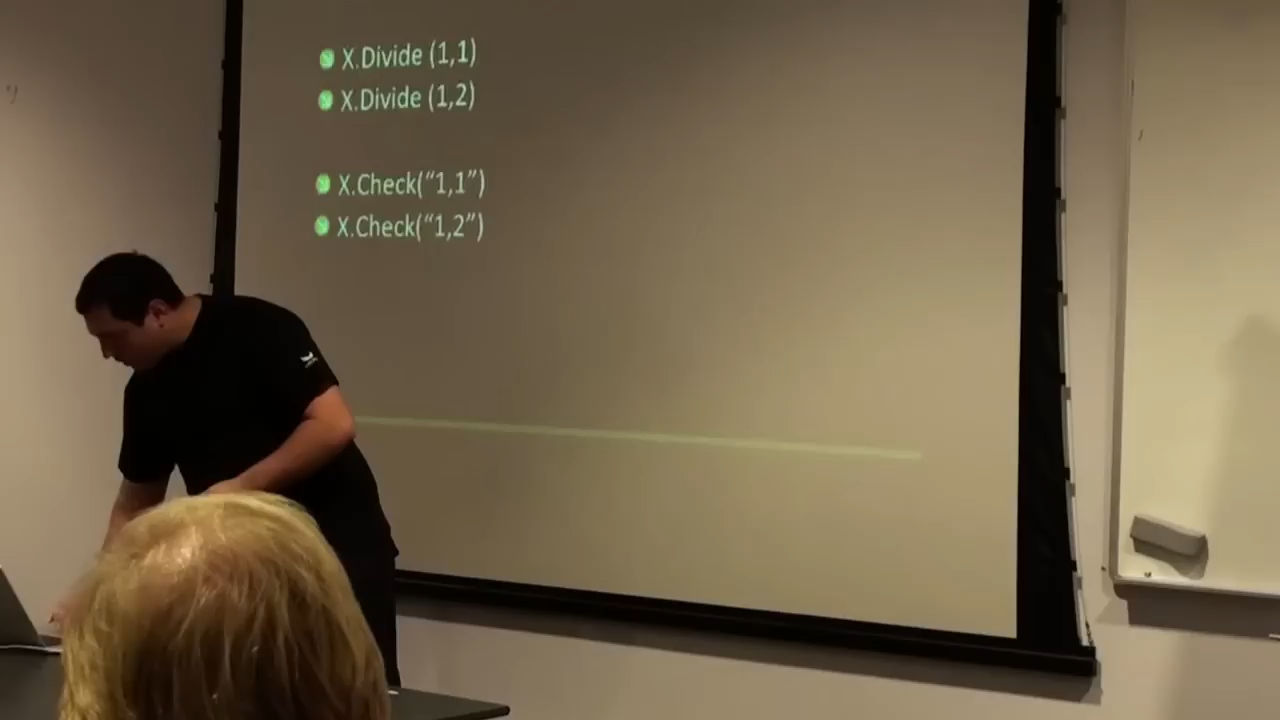 X.Divide (1,1)
X.Divide (1,2)
X.Check(“1,1”)
X.Check(“1,2”)